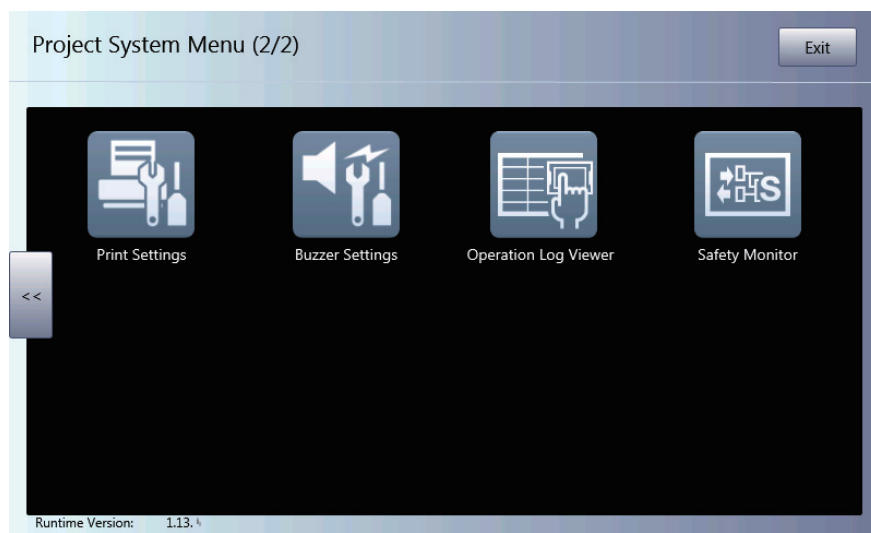 Project System Menu (2/2)
Exit
Print Settings
Buzzer Settings
Operation Log Viewer
Safety Monitor
<<
Runtime Version: 1.13.